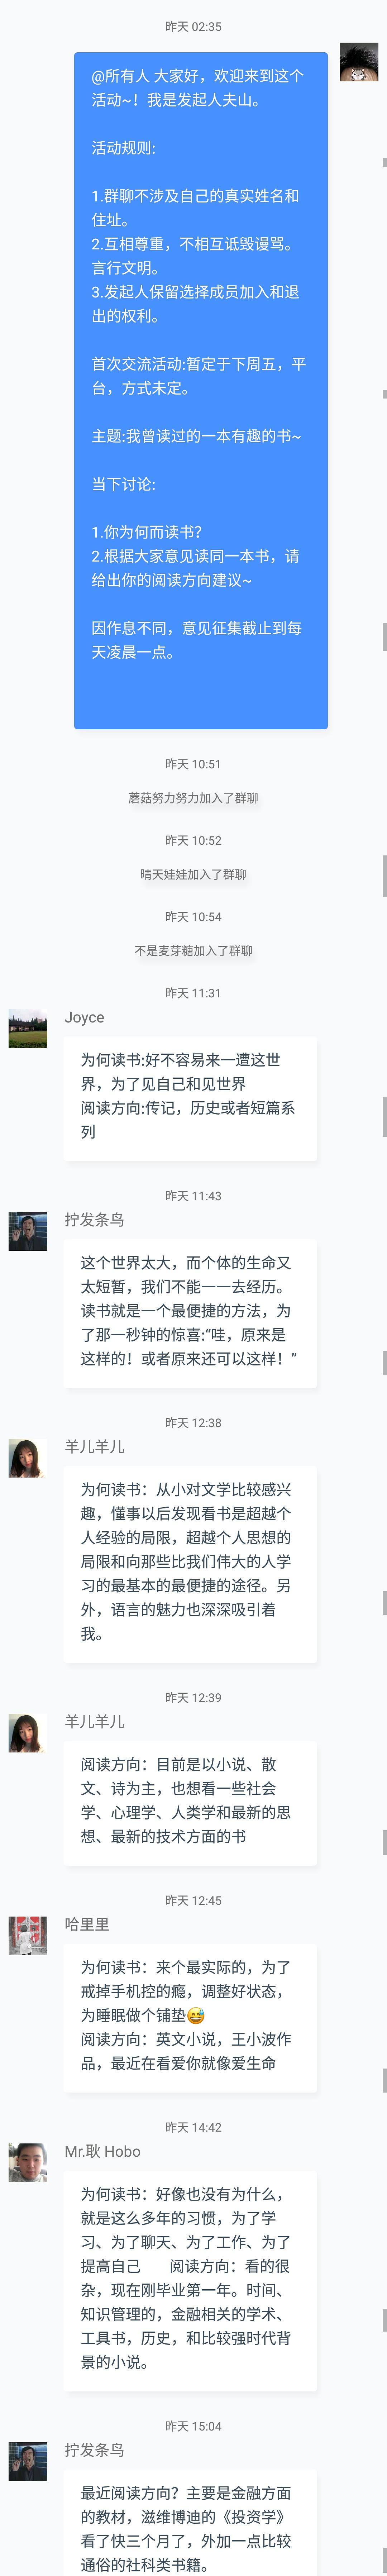 昨天 02:35
@所有人 大家好，欢迎来到这个
活动~！我是发起人夫山。
活动规则:
1.群聊不涉及自己的真实姓名和
住址。
2.互相尊重，不相互诋毁谩骂。
言行文明。
3.发起人保留选择成员加入和退
出的权利。
首次交流活动:暂定于下周五，平
台，方式未定。
主题:我曾读过的一本有趣的书~
当下讨论:
1.你为何而读书?
2.根据大家意见读同一本书，请
给出你的阅读方向建议~
因作息不同，意见征集截止到每
天凌晨一点。
昨天 10:51
蘑菇努力努力加入了群聊
昨天 10:52
晴天娃娃加入了群聊
昨天 10:54
不是麦芽糖加入了群聊
昨天 11:31
Joyce
为何读书:好不容易来一遭这世
界，为了见自己和见世界
阅读方向:传记，历史或者短篇系
列
昨天 11:43
拧发条鸟
这个世界太大，而个体的生命又
太短暂，我们不能一一去经历。
读书就是一个最便捷的方法，为
了那一秒钟的惊喜:“哇，原来是
这样的！或者原来还可以这样！”
昨天 12:38
羊儿羊儿
为何读书：从小对文学比较感兴
趣，懂事以后发现看书是超越个
人经验的局限，超越个人思想的
局限和向那些比我们伟大的人学
习的最基本的最便捷的途径。另
外，语言的魅力也深深吸引着
我。
昨天 12:39
羊儿羊儿
阅读方向：目前是以小说、散
文、诗为主，也想看一些社会
学、心理学、人类学和最新的思
想、最新的技术方面的书
昨天 12:45
哈里里
为何读书：来个最实际的，为了
戒掉手机控的瘾，调整好状态，
为睡眠做个铺垫😅
阅读方向：英文小说，王小波作
品，最近在看爱你就像爱生命
昨天 14:42
Mr.耿 Hobo
为何读书：好像也没有为什么，
就是这么多年的习惯，为了学
习、为了聊天、为了工作、为了
提高自己 阅读方向：看的很
杂，现在刚毕业第一年。时间、
知识管理的，金融相关的学术、
工具书，历史，和比较强时代背
景的小说。
昨天 15:04
拧发条鸟
最近阅读方向？主要是金融方面
的教材，滋维博迪的《投资学》
看了快三个月了，外加一点比较
通俗的社科类书籍。